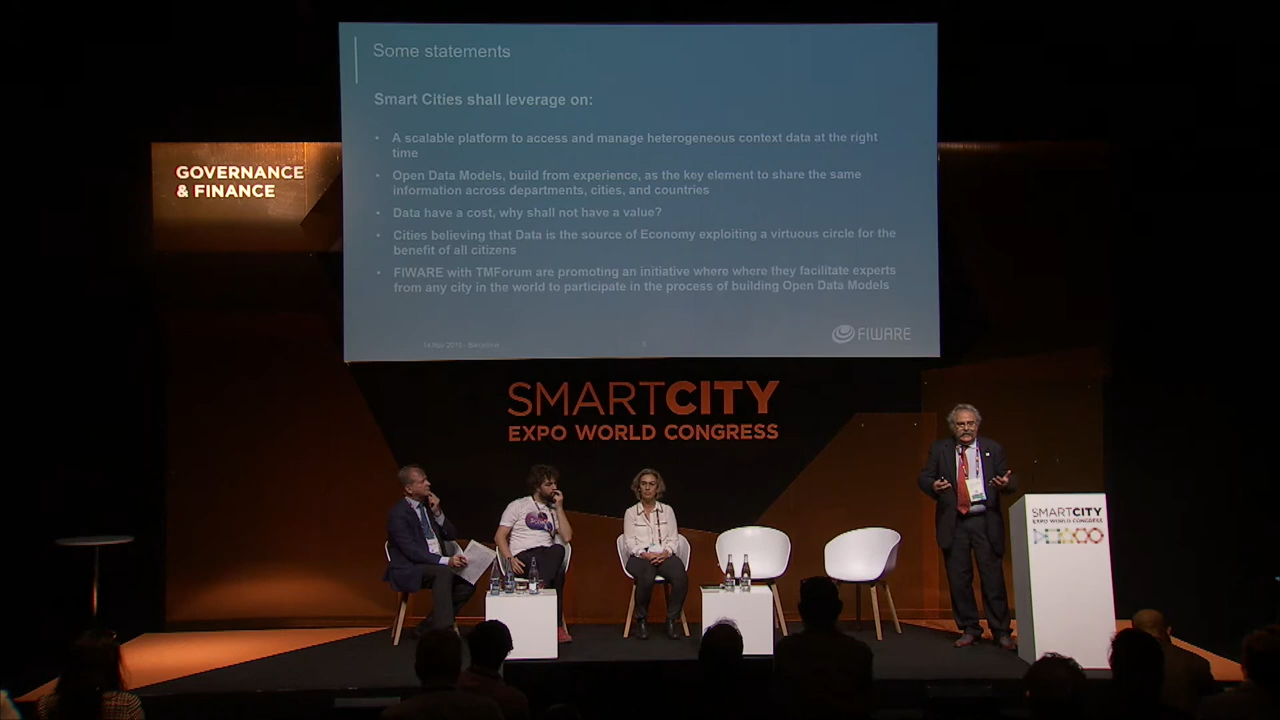 Some statements
Smart Cities shall leverage on:
• A scalable platform to access and manage heterogeneous context data at the right
time
• Open Data Models, build from experience, as the key element to share the same
information across departments, cities, and countries
• Data have a cost, why shall not have a value?
• Cities believing that Data is the source of Economy exploiting a virtuous circle for the
benefit of all citizens
• FIWARE with TMForum are promoting an initiative where where they facilitate experts
from any city in the world to participate in the process of building Open Data Models
FIWARE
GOVERNANCE
& FINANCE
SMARTCITY
EXPO WORLD CONGRESS
SMARTCITY
EXPO WORLD CONGRESS